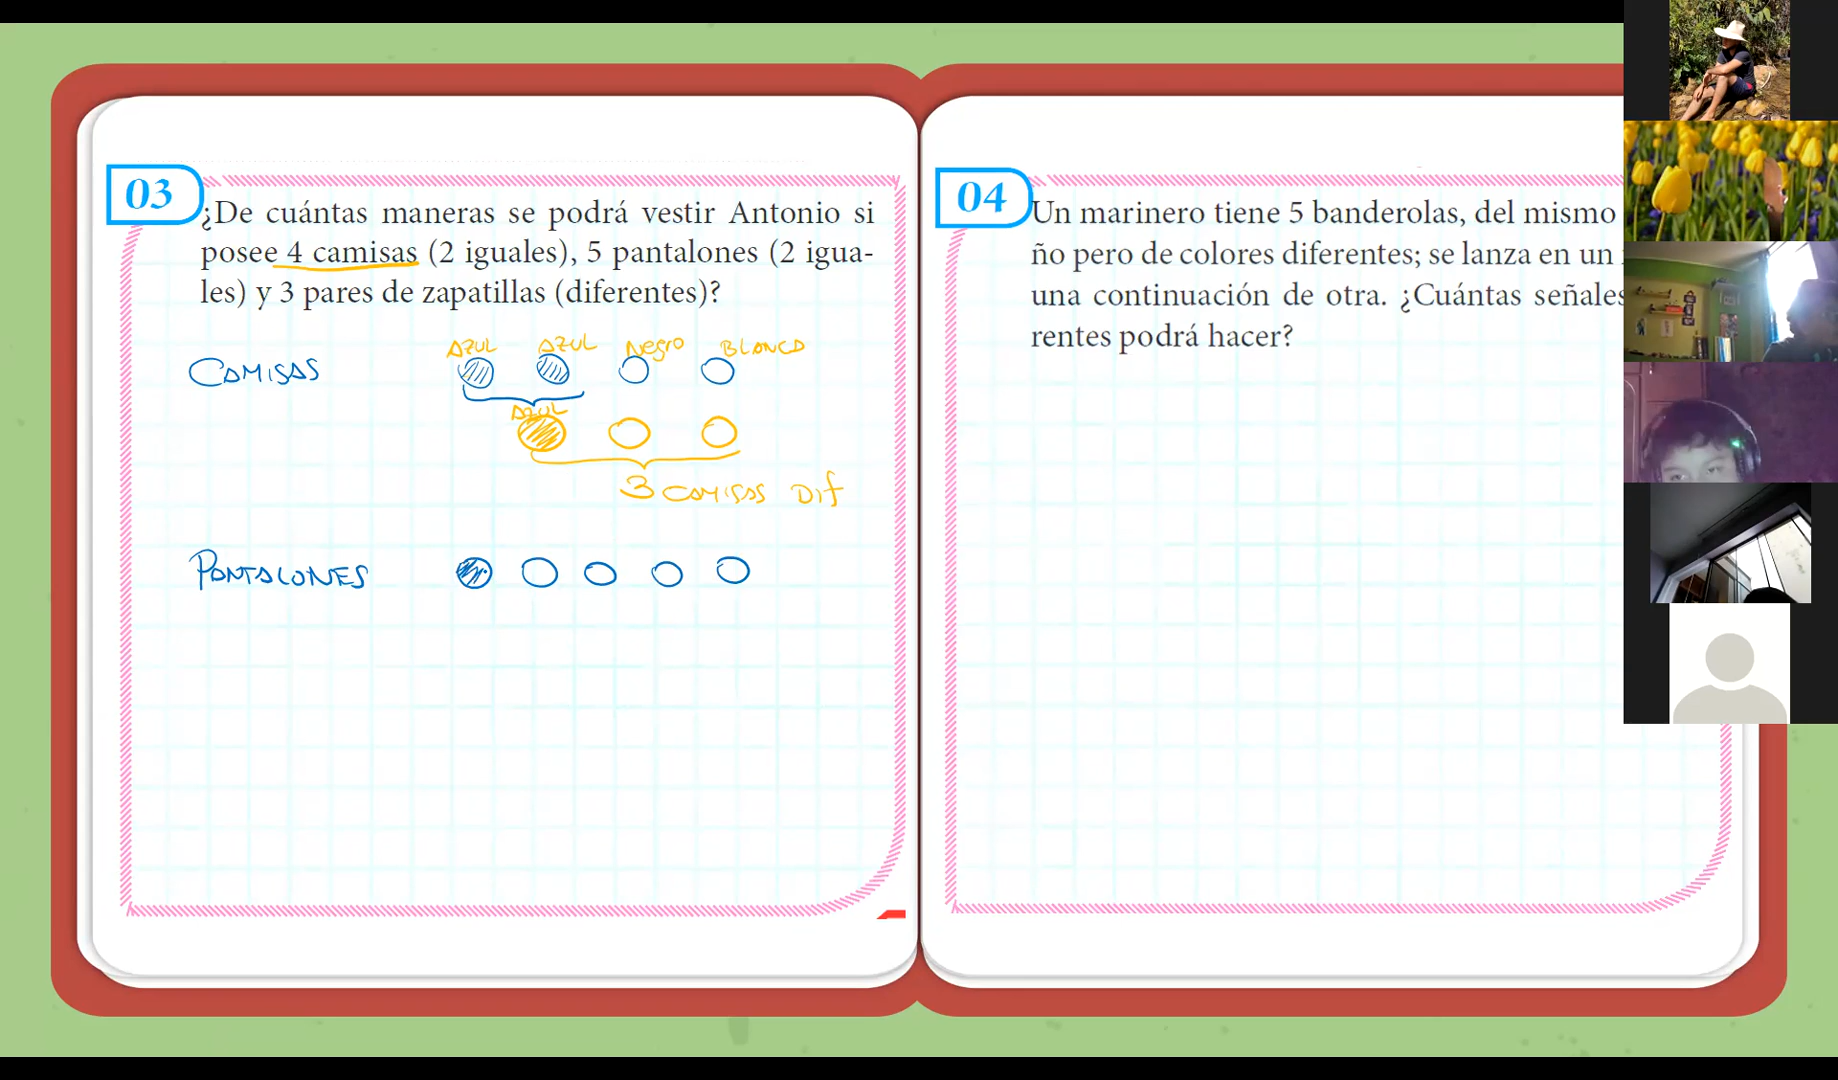 03
¿De cuántas maneras se podrá vestir Antonio si
posee 4 camisas (2 iguales), 5 pantalones (2 igua-
les) y 3 pares de zapatillas (diferentes)?
AZUL AZUL Negro BLANCO
CAMISAS
AZUL
3 CAMISAS DIF
PANTALONES
04
Un marinero tiene 5 banderolas, del mismo
ño pero de colores diferentes; se lanza en un
una continuación de otra. ¿Cuántas señales
rentes podrá hacer?